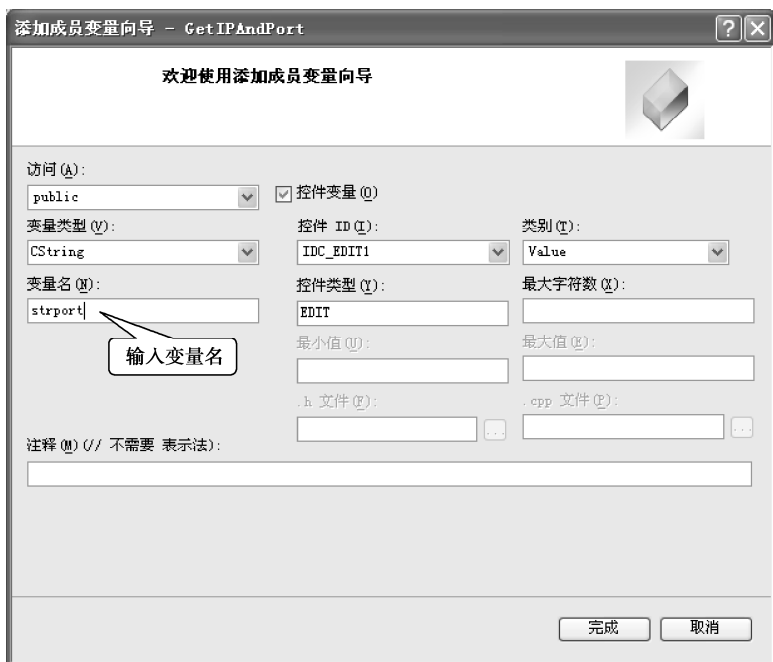 添加成员变量向导 - GetIPAndPort
欢迎使用添加成员变量向导
访问(A):
public
控件变量(O)
变量类型(V):
控件 ID(I):
类别(T):
CString
IDC_EDIT1
Value
变量名(N):
控件类型(Y):
最大字符数(X):
strport
EDIT
输入变量名
最小值(U):
最大值(E):
.h 文件(F):
.cpp 文件(P):
...
...
注释(M)(// 不需要 表示法):
完成
取消